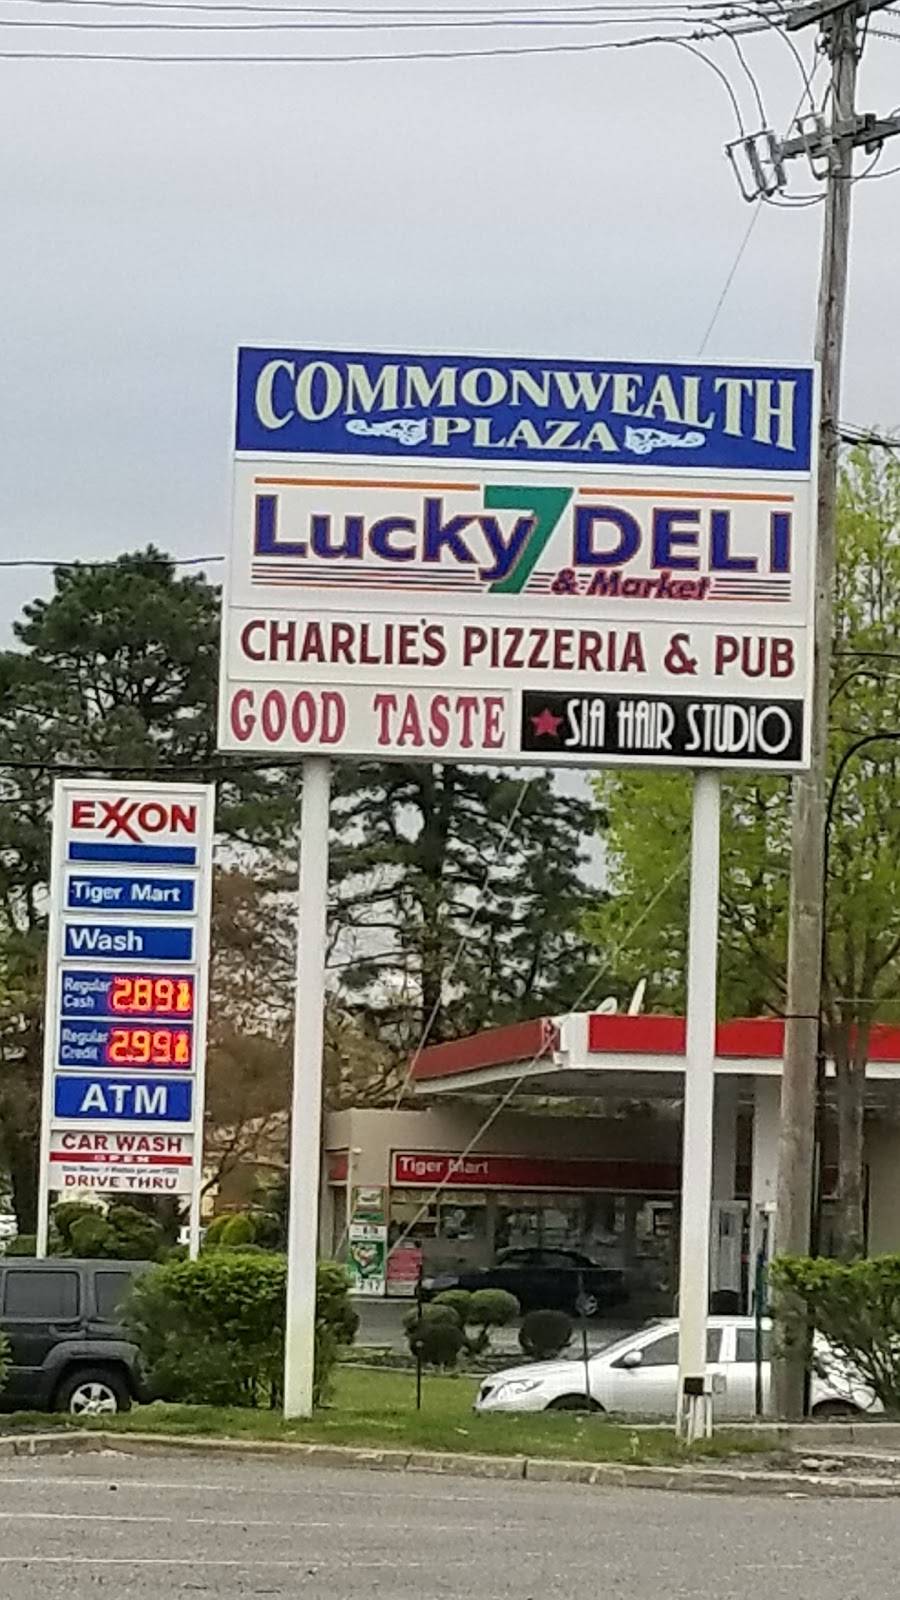 COMMONWEALTH
PLAZA
Lucky 7 DELI
& Market
CHARLIE'S PIZZERIA & PUB
GOOD TASTE
SIA HAIR STUDIO
EXXON
Tiger Mart
Wash
Regular
Cash
2.89
Regular
Credit
2.99
ATM
CAR WASH
OPEN
DRIVE THRU
Tiger Mart